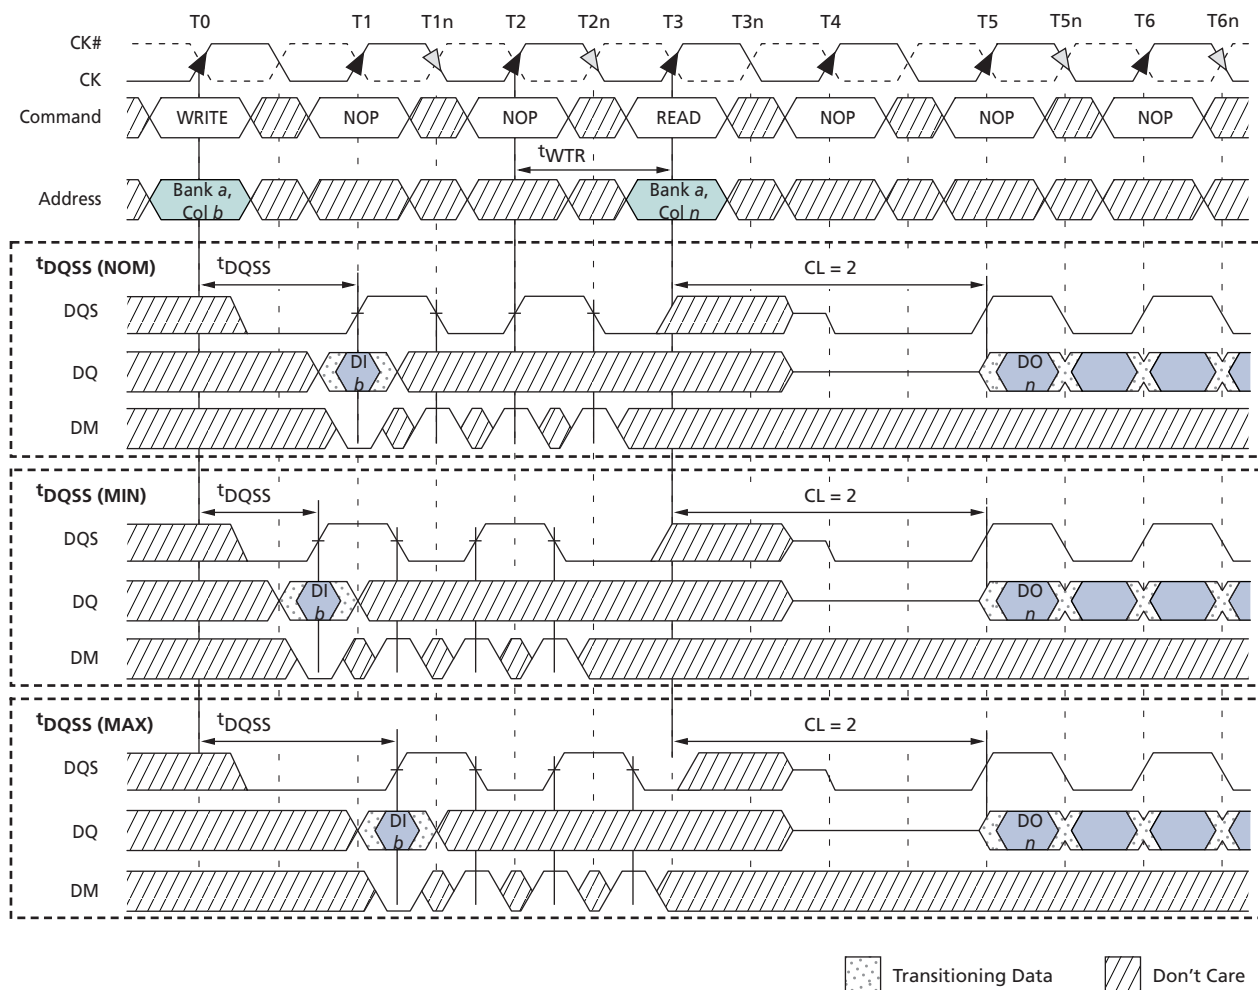 T0 T1 T1n T2 T2n T3 T3n T4 T5 T5n T6 T6n
CK#
CK
Command WRITE NOP NOP READ NOP NOP NOP
tWTR
Address Bank a, Col b Bank a, Col n
tDQSS (NOM) tDQSS CL = 2
DQS
DQ DI b DO n
DM
tDQSS (MIN) tDQSS CL = 2
DQS
DQ DI b DO n
DM
tDQSS (MAX) tDQSS CL = 2
DQS
DQ DI b DO n
DM
Transitioning Data Don't Care